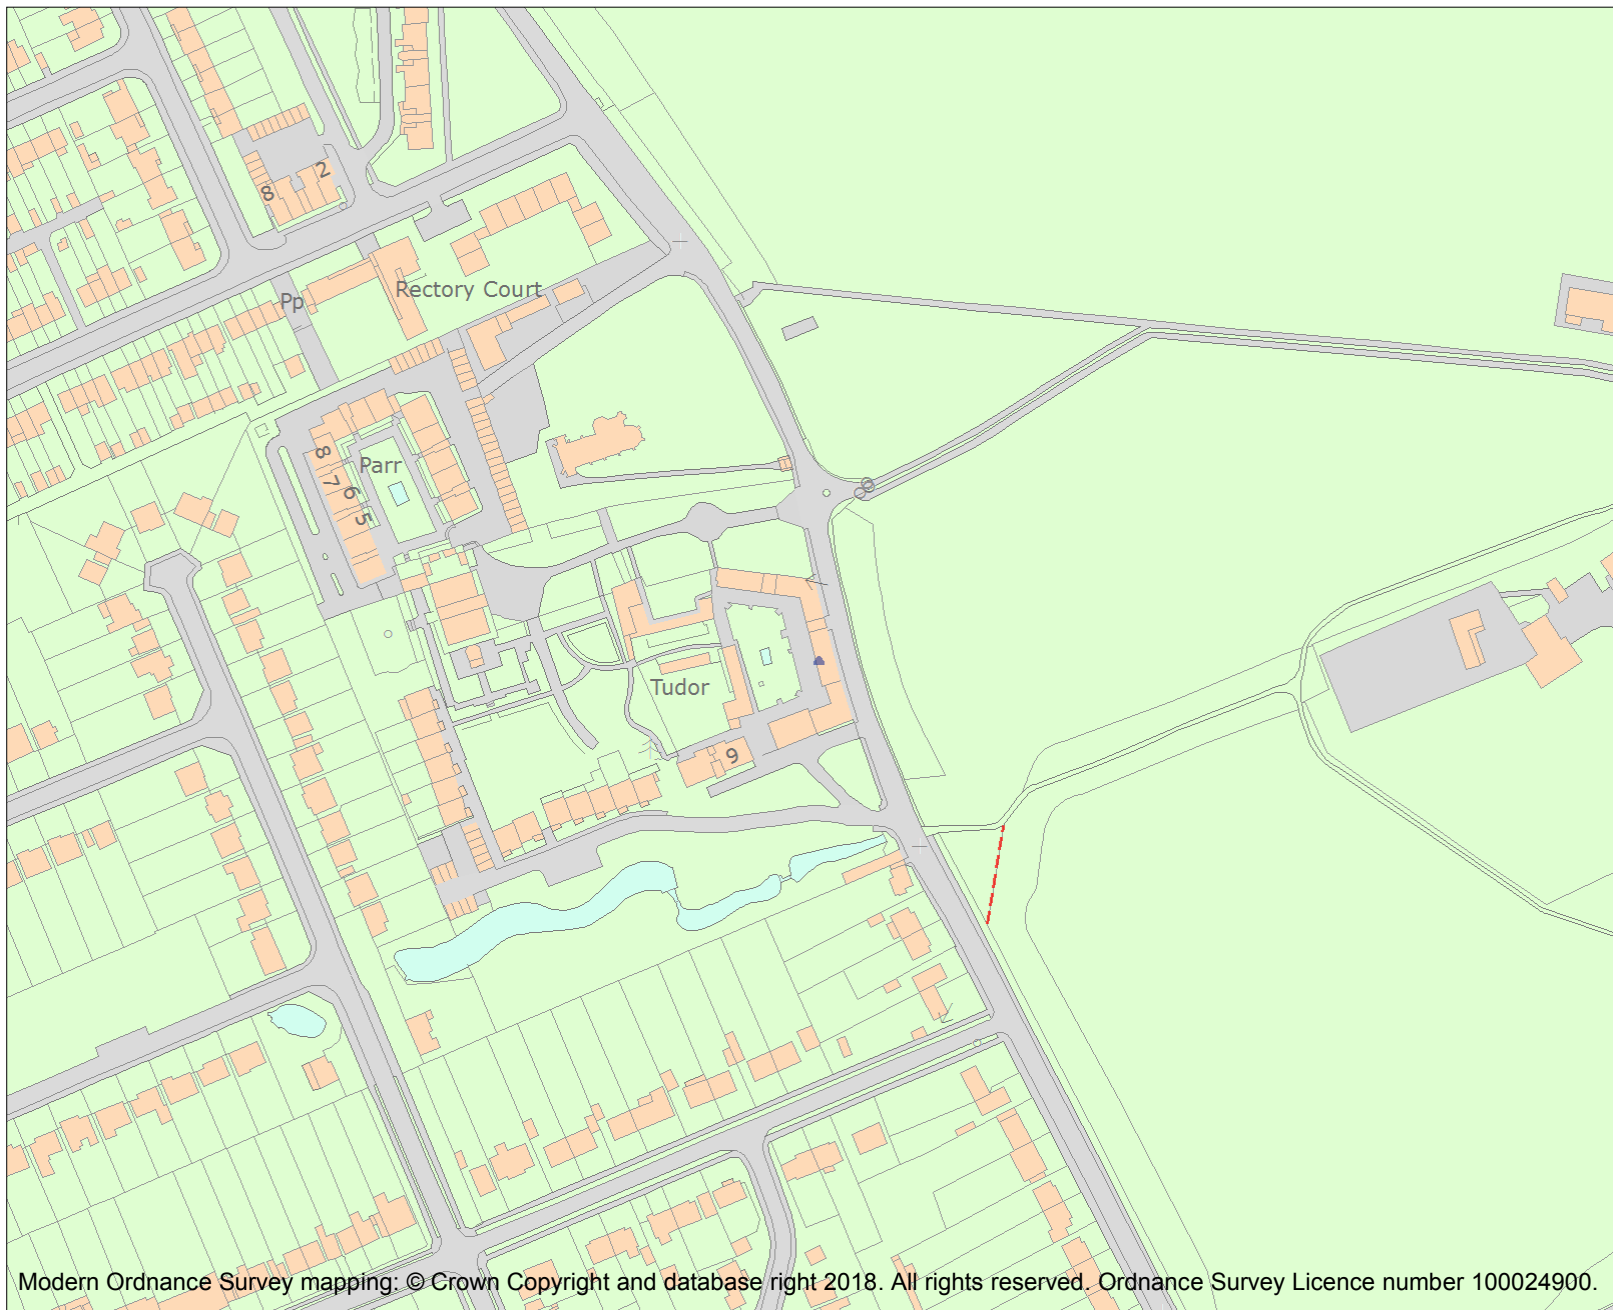 2
8
Pp
Rectory Court
8
Parr
7
6
5
Tudor
9
Modern Ordnance Survey mapping: © Crown Copyright and database right 2018. All rights reserved. Ordnance Survey Licence number 100024900.